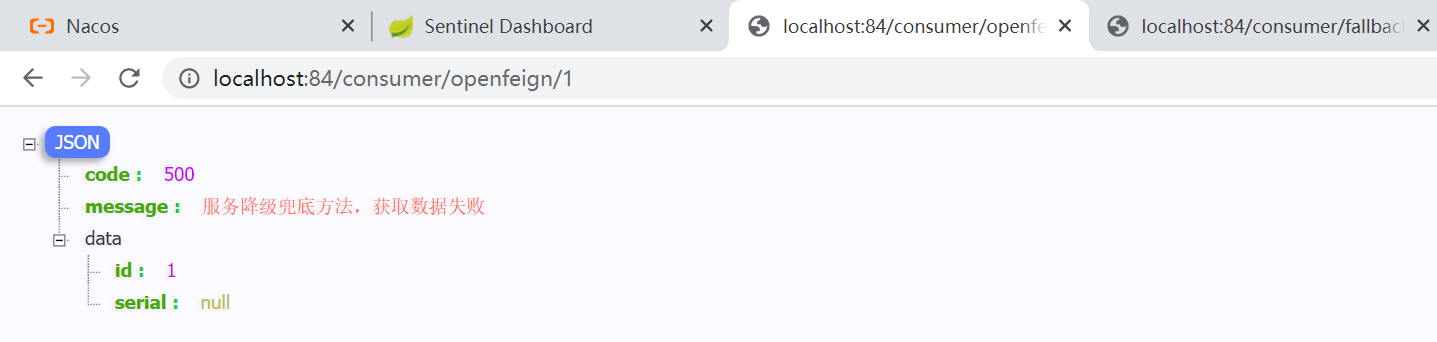 Nacos
Sentinel Dashboard
localhost:84/consumer/openfe
localhost:84/consumer/fallbac
localhost:84/consumer/openfeign/1
JSON
code : 500
message : 服务降级兜底方法，获取数据失败
data
id : 1
serial : null